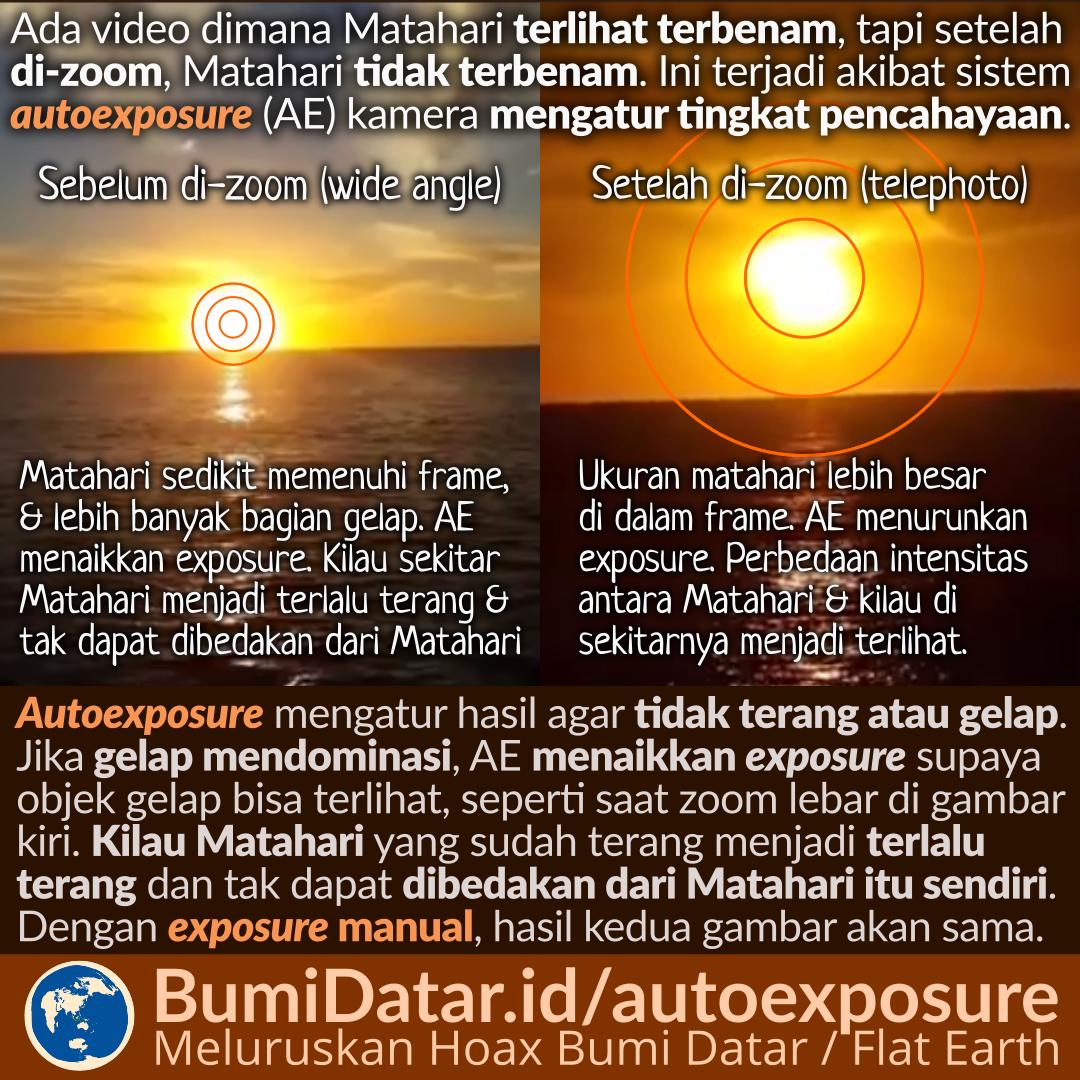 Ada video dimana Matahari terlihat terbenam, tapi setelah
di-zoom, Matahari tidak terbenam. Ini terjadi akibat sistem
autoexposure (AE) kamera mengatur tingkat pencahayaan.
Sebelum di-zoom (wide angle)
Matahari sedikit memenuhi frame,
& lebih banyak bagian gelap. AE
menaikkan exposure. Kilau sekitar
Matahari menjadi terlalu terang &
tak dapat dibedakan dari Matahari
Setelah di-zoom (telephoto)
Ukuran matahari lebih besar
di dalam frame. AE menurunkan
exposure. Perbedaan intensitas
antara Matahari & kilau di
sekitarnya menjadi terlihat.
Autoexposure mengatur hasil agar tidak terang atau gelap.
Jika gelap mendominasi, AE menaikkan exposure supaya
objek gelap bisa terlihat, seperti saat zoom lebar di gambar
kiri. Kilau Matahari yang sudah terang menjadi terlalu
terang dan tak dapat dibedakan dari Matahari itu sendiri.
Dengan exposure manual, hasil kedua gambar akan sama.
BumiDatar.id/autoexposure
Meluruskan Hoax Bumi Datar / Flat Earth